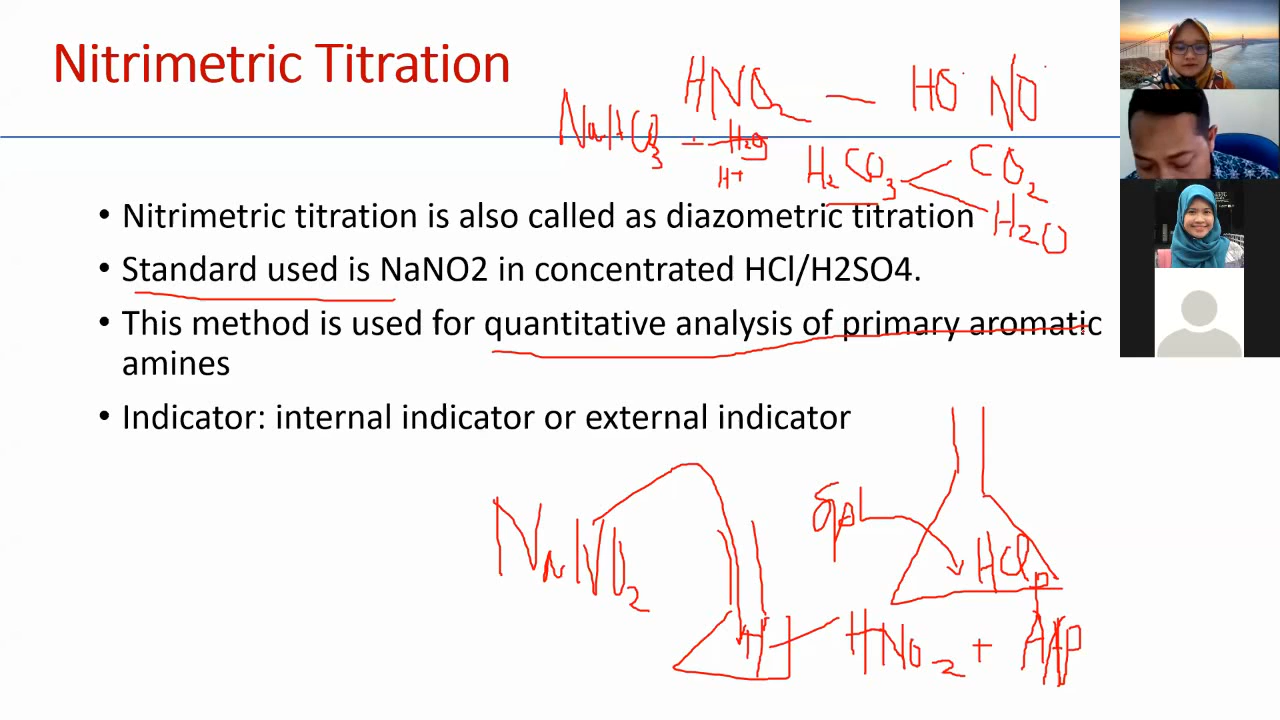 Nitrimetric Titration
HNO2 — HO NO
NaHCO3 H2O
H+
H2CO3 CO2
H2O
• Nitrimetric titration is also called as diazometric titration
• Standard used is NaNO2 in concentrated HCl/H2SO4.
• This method is used for quantitative analysis of primary aromatic
amines
• Indicator: internal indicator or external indicator
NaNO2
Spl
HClp
H+ HNO2 + AAP